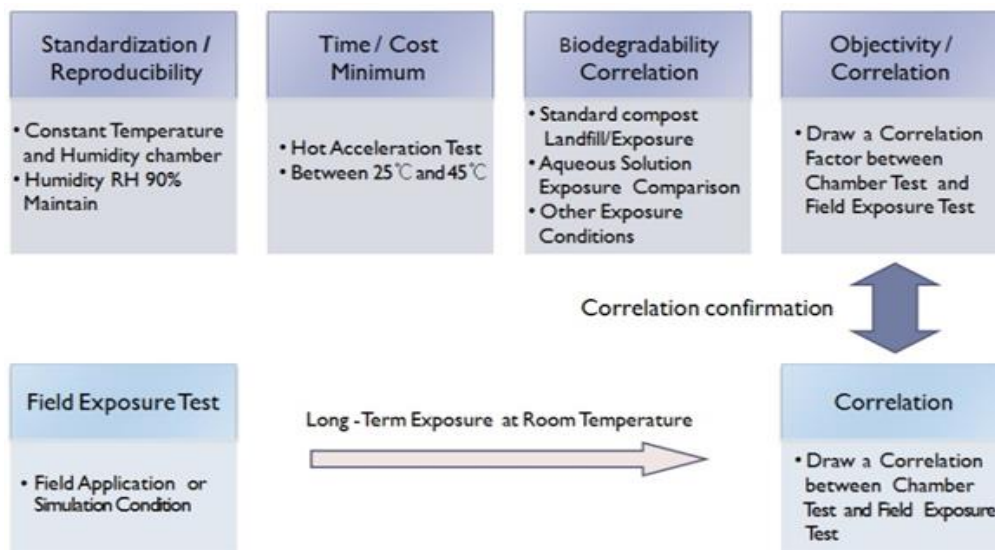 Standardization /
Reproducibility
• Constant Temperature
and Humidity chamber
• Humidity RH 90%
Maintain
Time / Cost
Minimum
• Hot Acceleration Test
• Between 25℃ and 45℃
Biodegradability
Correlation
• Standard compost
Landfill/Exposure
• Aqueous Solution
Exposure Comparison
• Other Exposure
Conditions
Objectivity /
Correlation
• Draw a Correlation
Factor between
Chamber Test and
Field Exposure Test
Correlation confirmation
Field Exposure Test
• Field Application or
Simulation Condition
Long -Term Exposure at Room Temperature
Correlation
• Draw a Correlation
between Chamber
Test and Field Exposure
Test